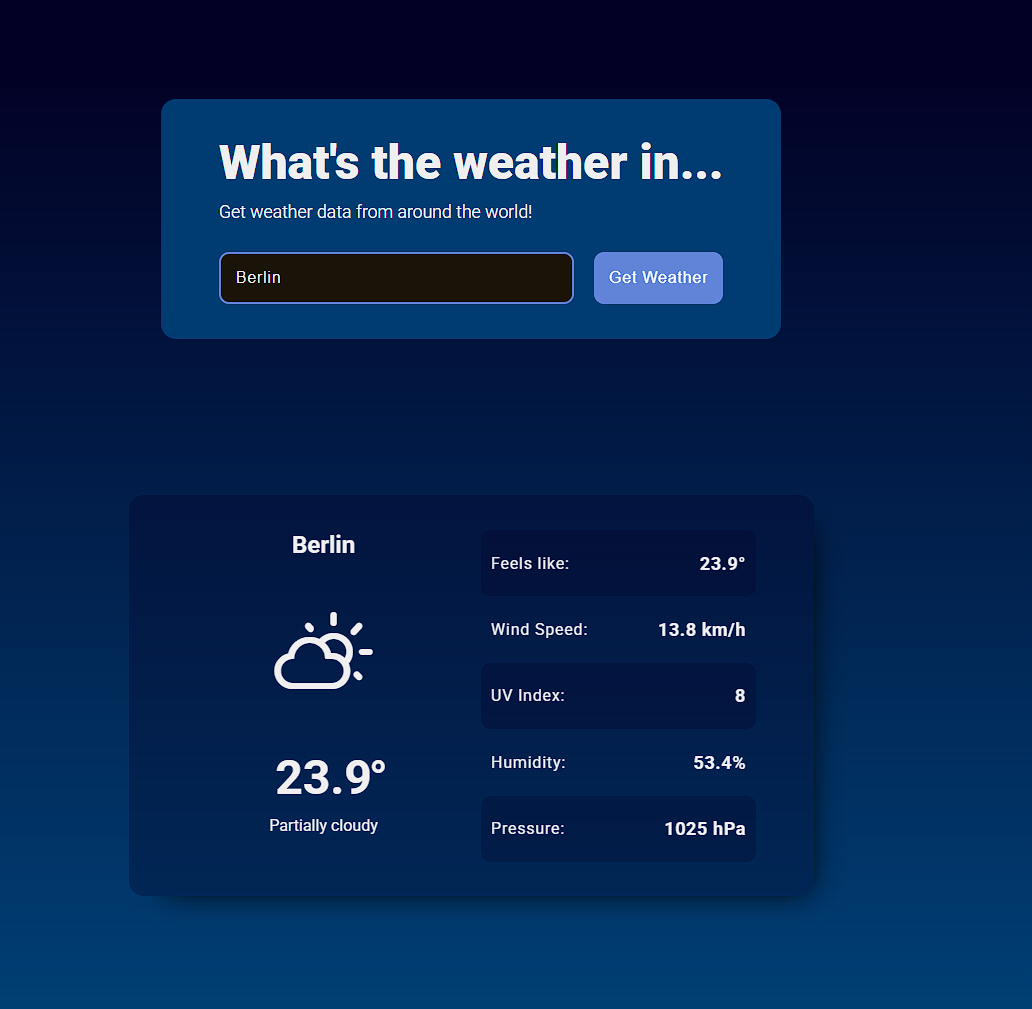 What's the weather in...
Get weather data from around the world!
Berlin
Get Weather
Berlin
23.9°
Partially cloudy
Feels like: 23.9°
Wind Speed: 13.8 km/h
UV Index: 8
Humidity: 53.4%
Pressure: 1025 hPa